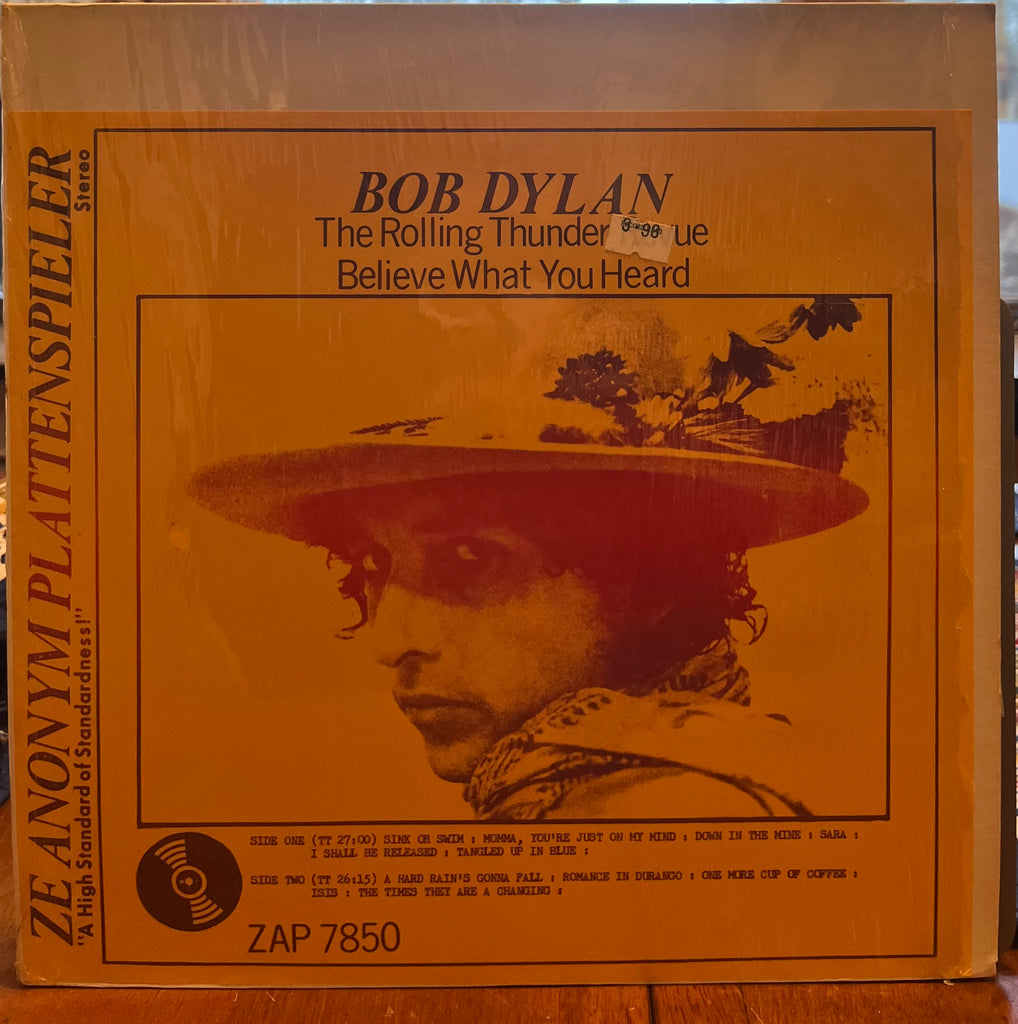 ZE ANONYM PLATTENSPIELER
Stereo
"A High Standard of Standardness!"
BOB DYLAN
The Rolling Thunder
Believe What You Heard
SIDE ONE (TT 27:00) SINK OR SWIM : MOMMA, YOU'RE JUST ON MY MIND : DOWN IN THE MINE : SARA :
I SHALL BE RELEASED : TANGLED UP IN BLUE :
SIDE TWO (TT 26:15) A HARD RAIN'S GONNA FALL : ROMANCE IN DURANGO : ONE MORE CUP OF COFFEE :
ISIS : THE TIMES THEY ARE A CHANGING :
ZAP 7850